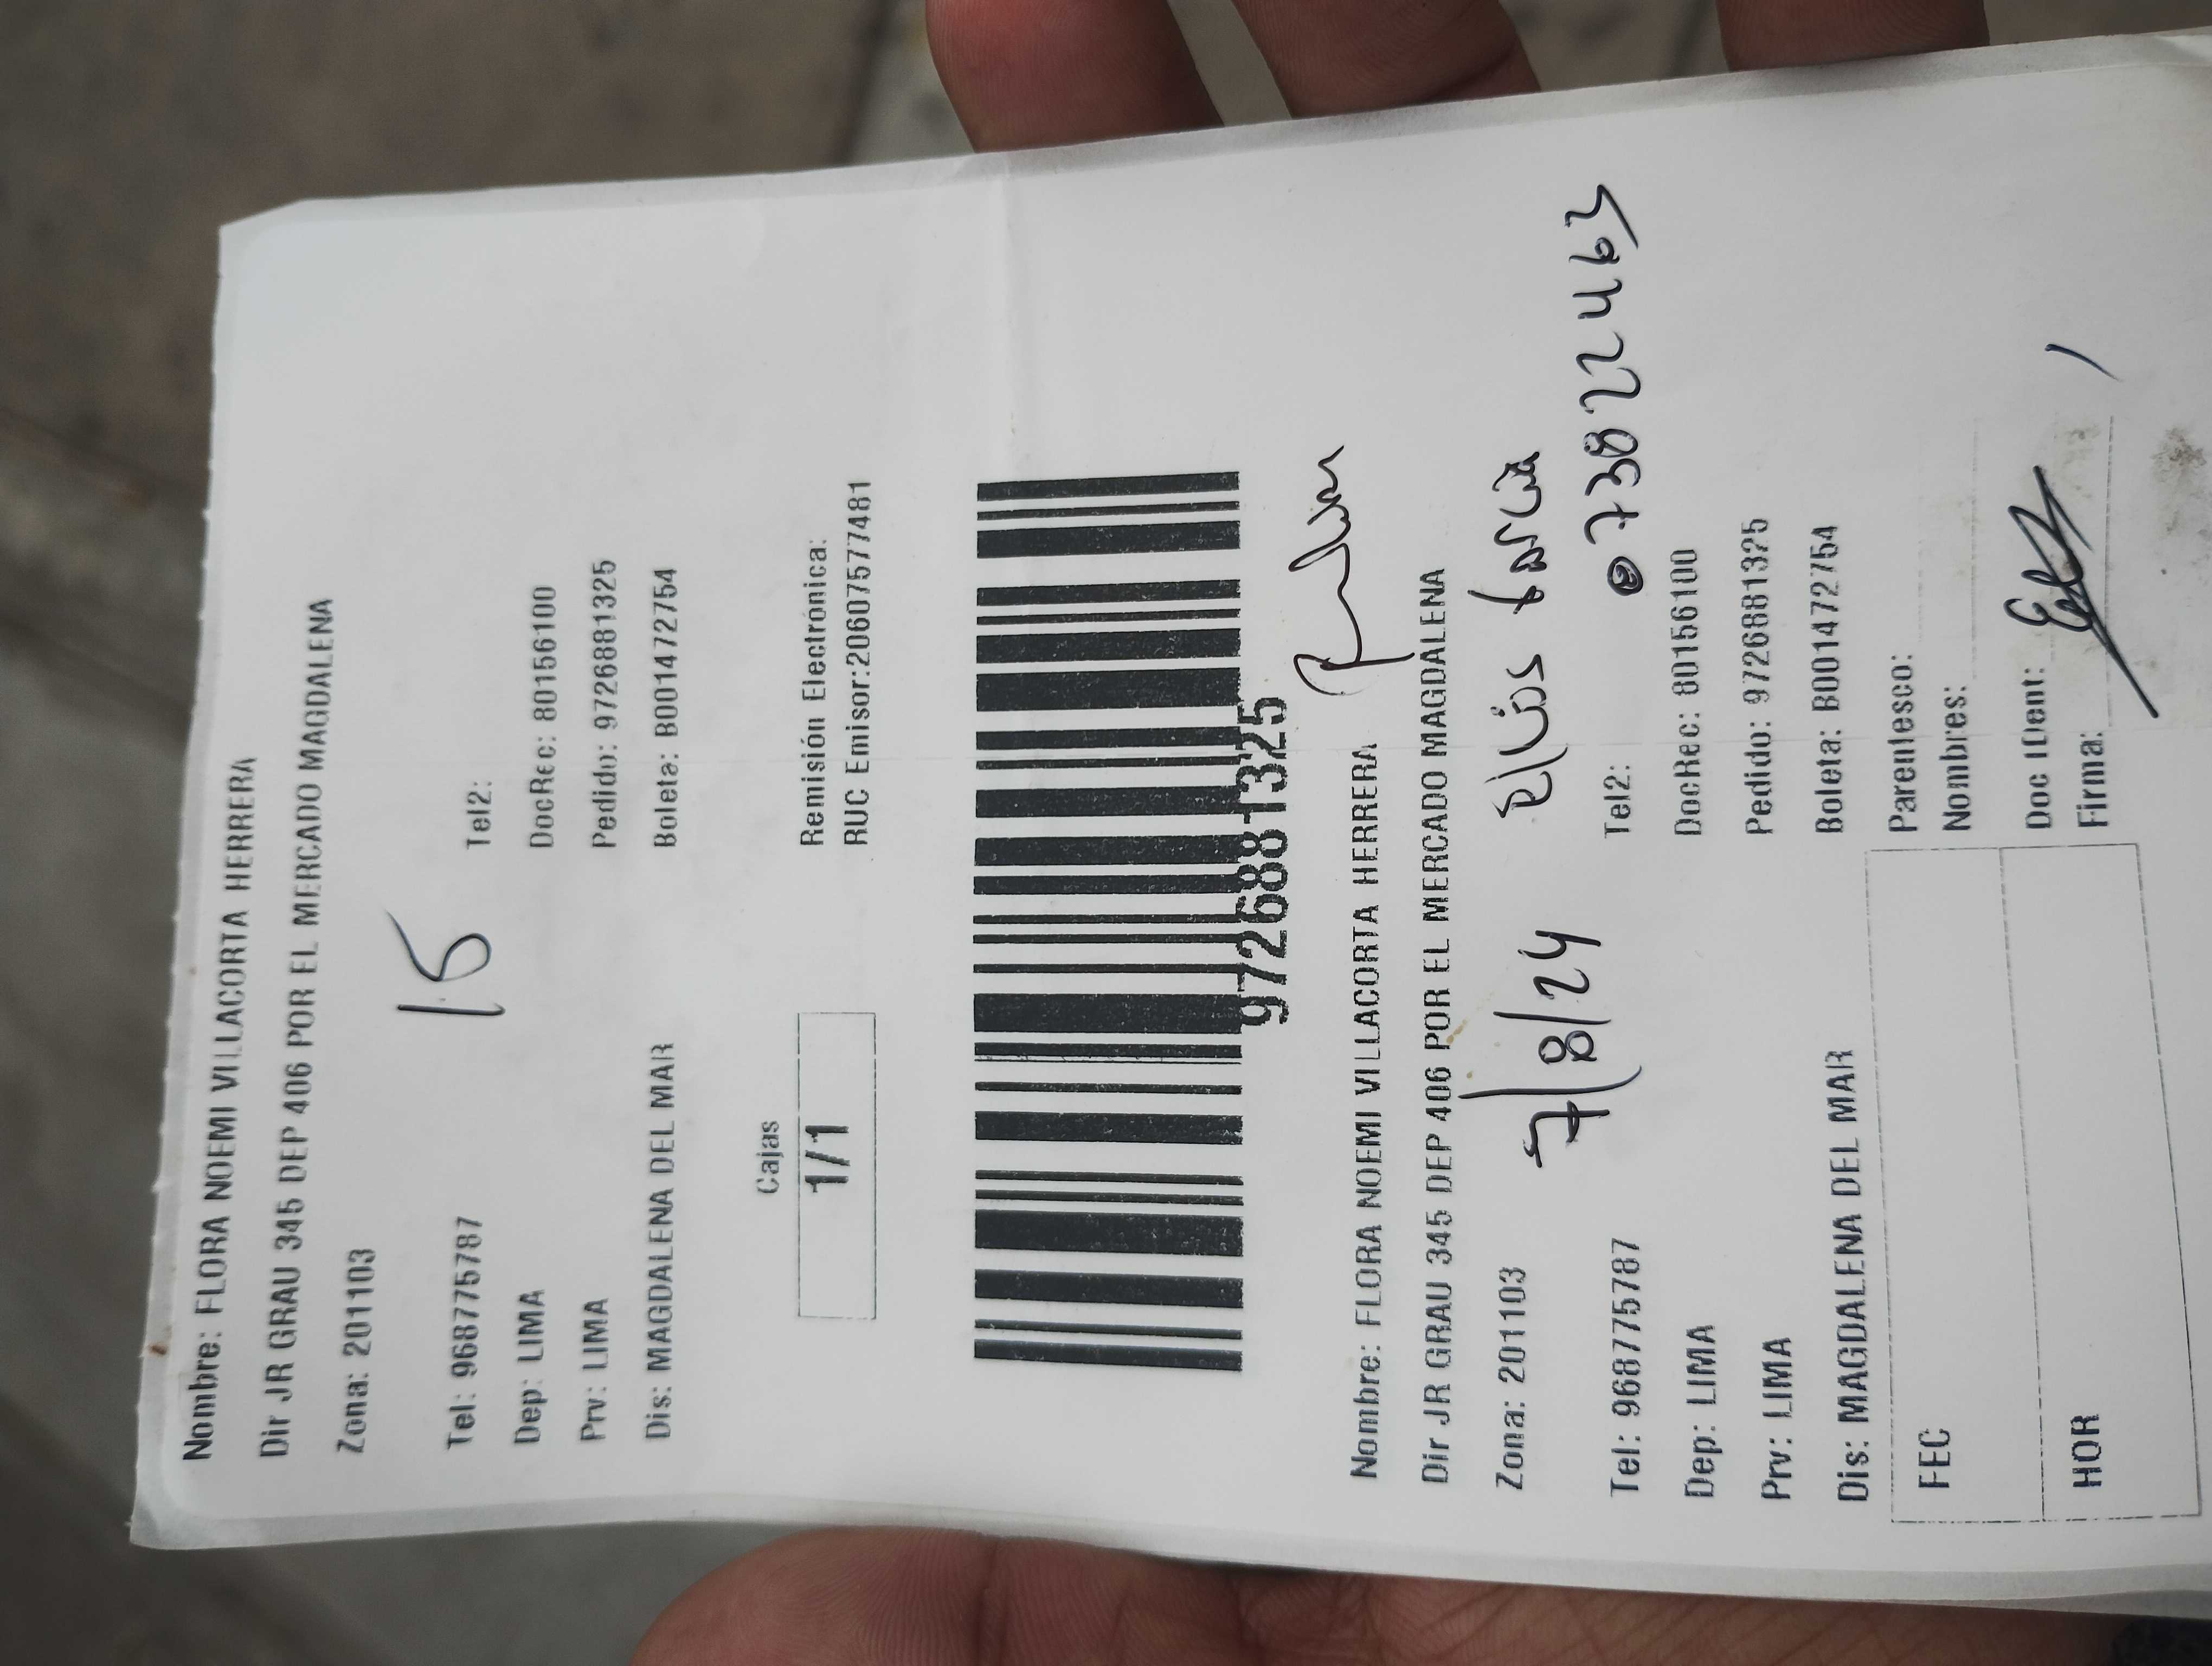 Nombre: FLORA NOEMI VILLACORTA HERRERA
Dir JR GRAU 345 DEP 406 POR EL MERCADO MAGDALENA
Zona: 201103
15
Tel: 968775787 Tel2:
Dep: LIMA DocRec: 80156100
Prv: LIMA Pedido: 972688 1325
Dis: MAGDALENA DEL MAR Boleta: B001472754
Cajas
1/1
Remisión Electrónica:
RUC Emisor:20607577481
9726881325
Nombre: FLORA NOEMI VILLACORTA HERRERA
Dir JR GRAU 345 DEP 406 POR EL MERCADO MAGDALENA
Zona: 201103
7/8/24
Tel: 968775787 Tel2:
Dep: LIMA DocRec: 80156100
Prv: LIMA Pedido: 9726881325
Dis: MAGDALENA DEL MAR Boleta: B001472754
FEC
HOR
Parentesco:
Nombres:
Doc IDent:
Firma: